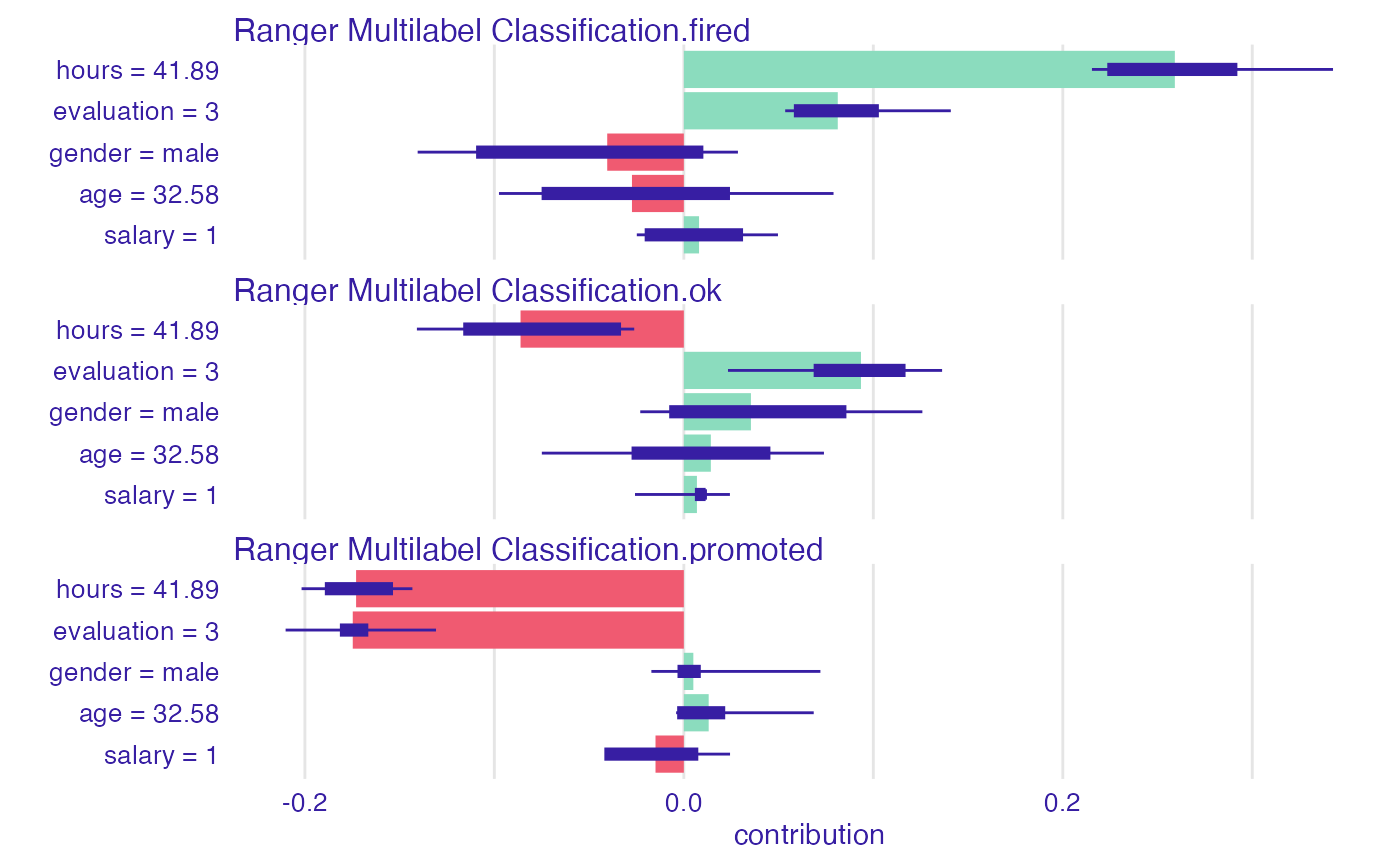 Ranger Multilabel Classification.fired
hours = 41.89
evaluation = 3
gender = male
age = 32.58
salary = 1
Ranger Multilabel Classification.ok
hours = 41.89
evaluation = 3
gender = male
age = 32.58
salary = 1
Ranger Multilabel Classification.promoted
hours = 41.89
evaluation = 3
gender = male
age = 32.58
salary = 1
-0.2 0.0 0.2
contribution